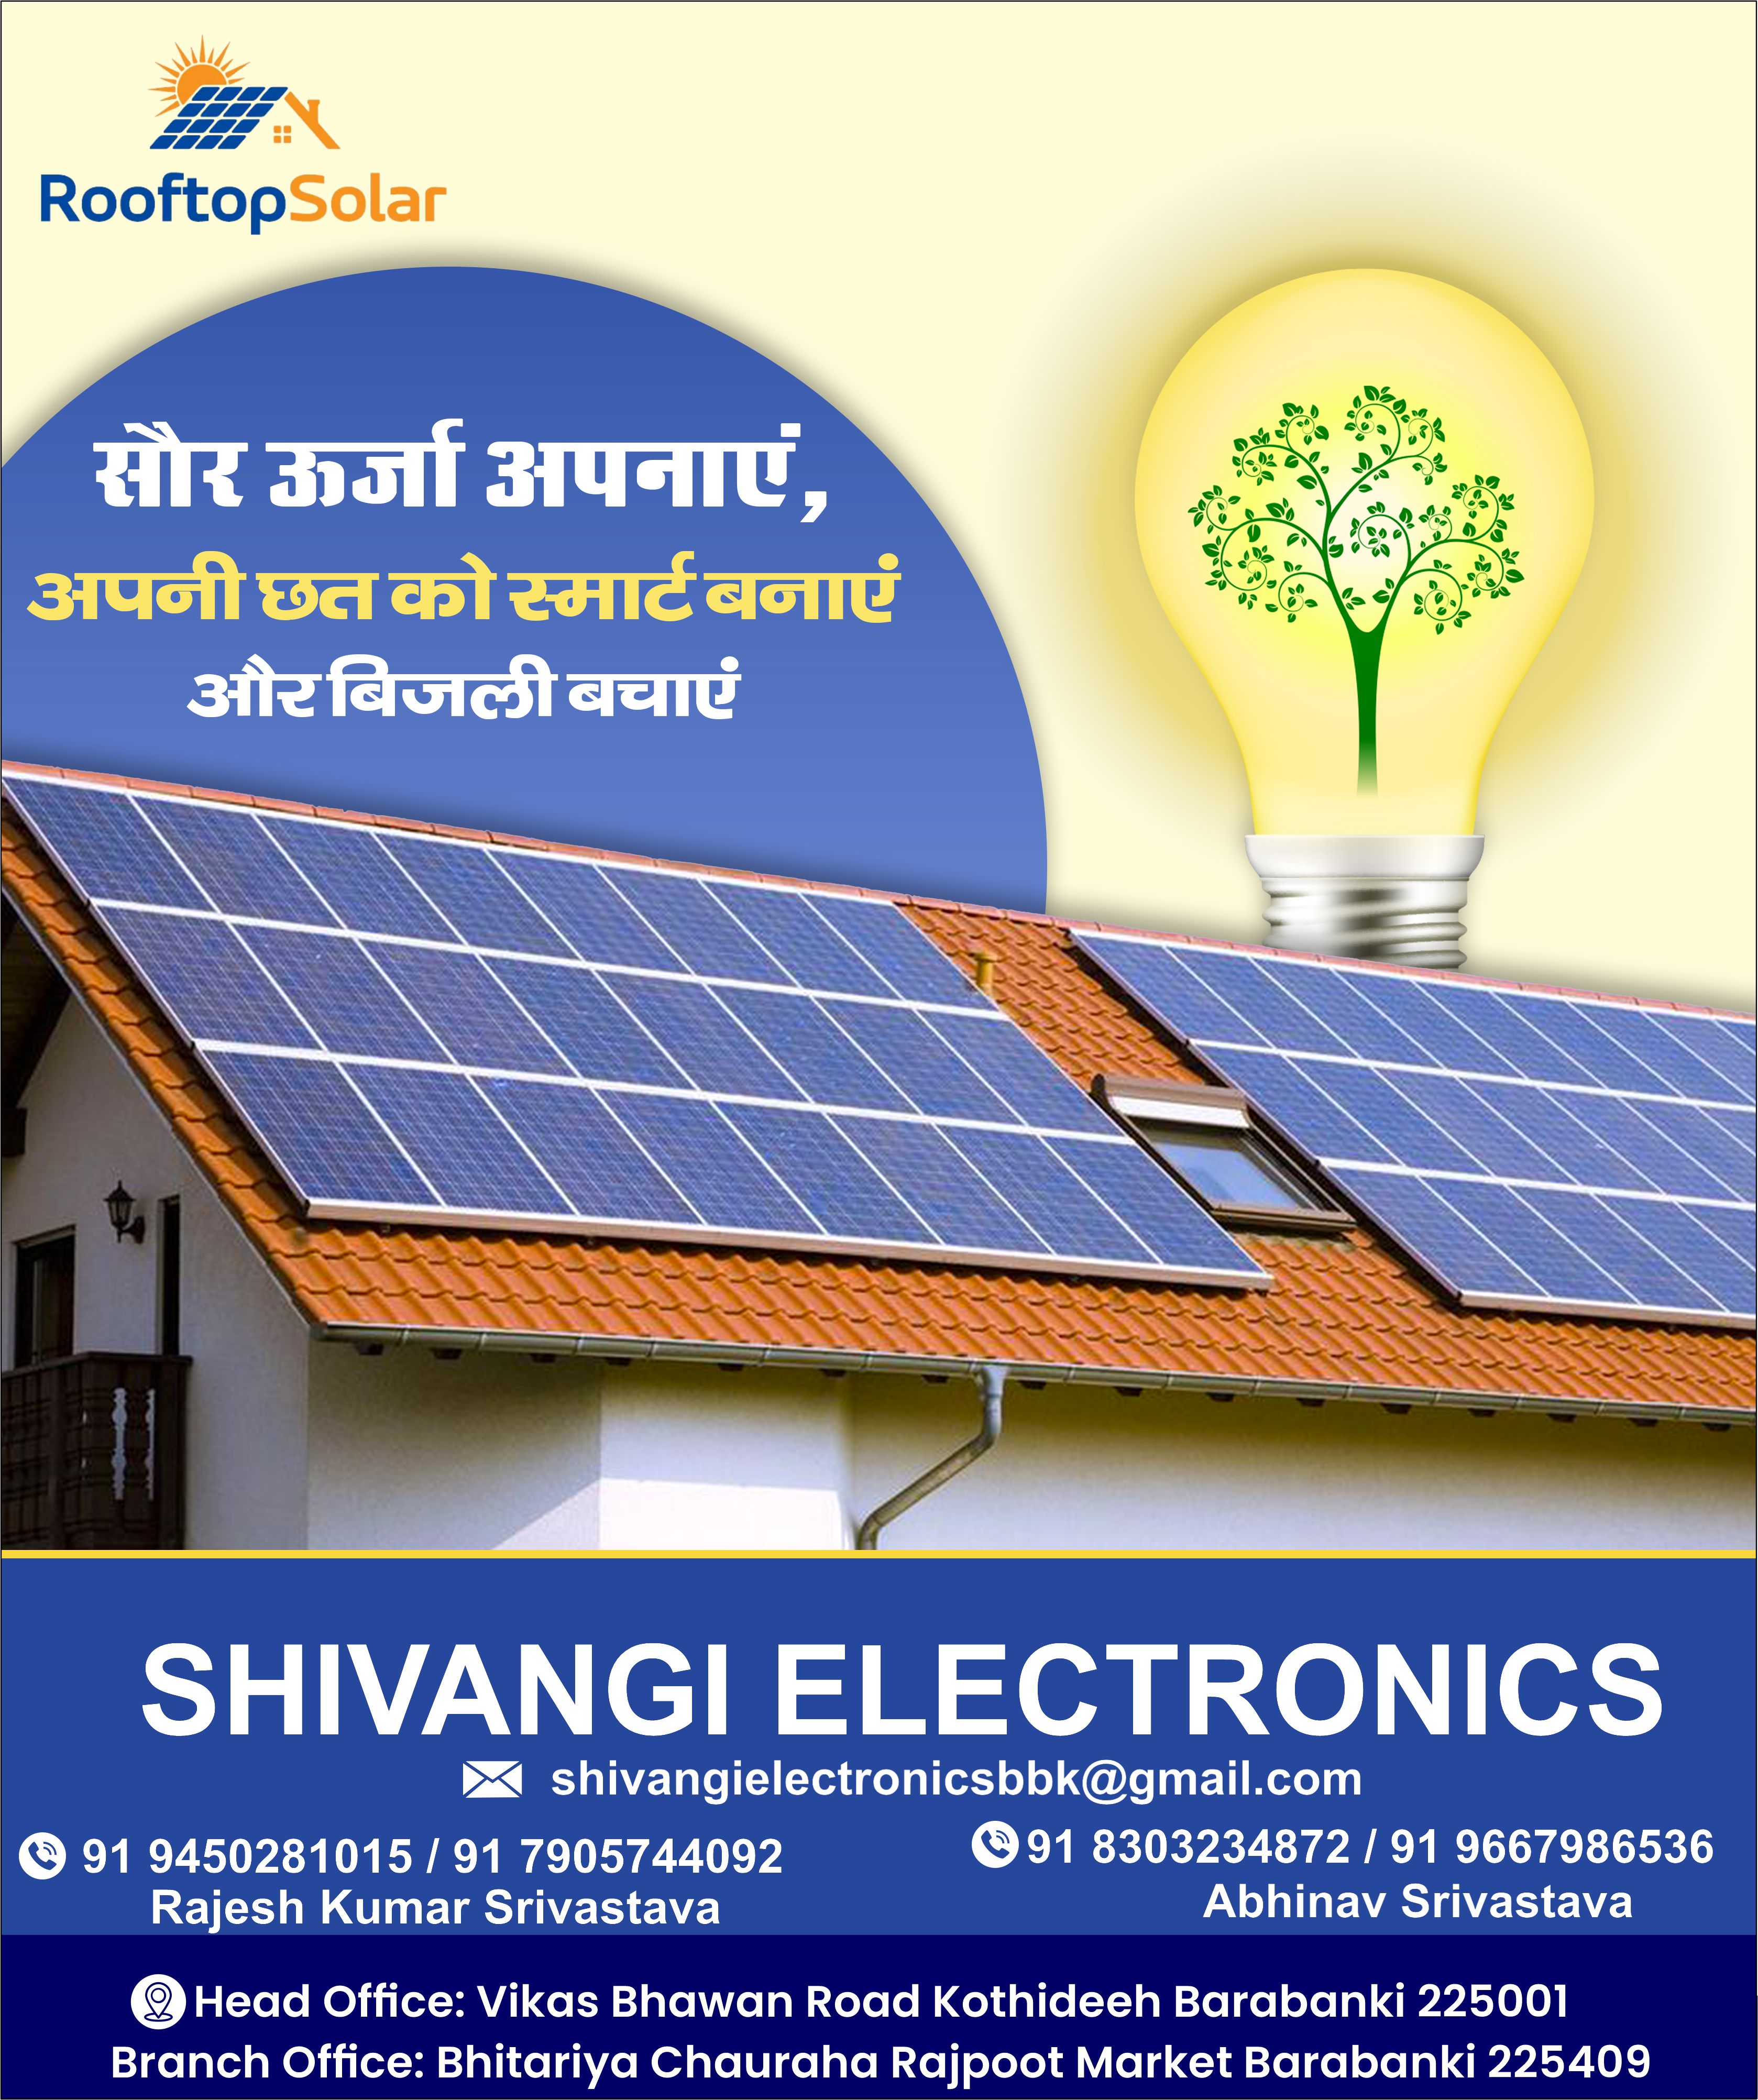 RooftopSolar
सौर ऊर्जा अपनाएं,
अपनी छत को स्मार्ट बनाएं
और बिजली बचाएं
SHIVANGI ELECTRONICS
shivangielectronicsbbk@gmail.com
91 9450281015 / 91 7905744092
Rajesh Kumar Srivastava
91 8303234872 / 91 9667986536
Abhinav Srivastava
Head Office: Vikas Bhawan Road Kothideeh Barabanki 225001
Branch Office: Bhitariya Chauraha Rajpoot Market Barabanki 225409